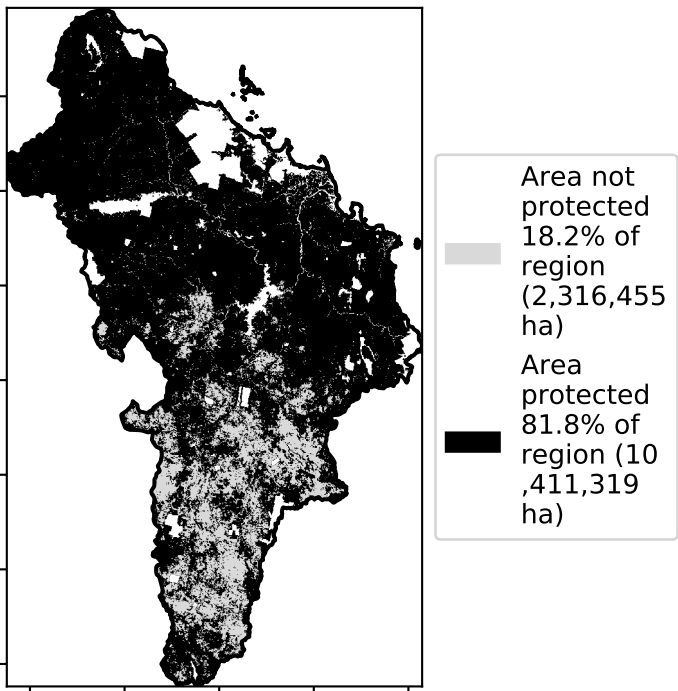 Area not
protected
18.2% of
region
(2,316,455
ha)
Area
protected
81.8% of
region (10
,411,319
ha)